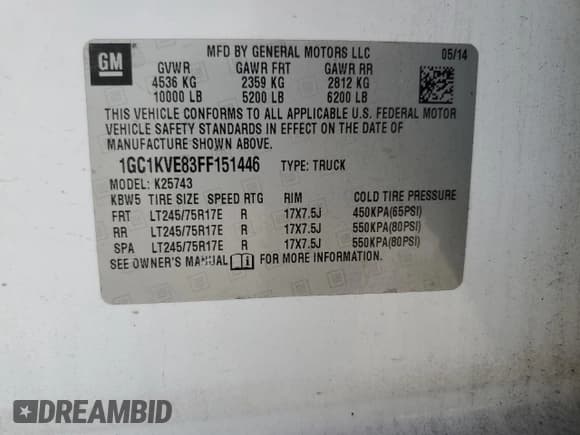 GM
MFD BY GENERAL MOTORS LLC 05/14
GVWR GAWR FRT GAWR RR
4536 KG 2359 KG 2812 KG
10000 LB 5200 LB 6200 LB
THIS VEHICLE CONFORMS TO ALL APPLICABLE U.S. FEDERAL MOTOR
VEHICLE SAFETY STANDARDS IN EFFECT ON THE DATE OF
MANUFACTURE SHOWN ABOVE.
1GC1KVE83FF151446 TYPE: TRUCK
MODEL: K25743
KBW5 TIRE SIZE SPEED RTG RIM COLD TIRE PRESSURE
FRT LT245/75R17E R 17X7.5J 450KPA(65PSI)
RR LT245/75R17E R 17X7.5J 550KPA(80PSI)
SPA LT245/75R17E R 17X7.5J 550KPA(80PSI)
SEE OWNER'S MANUAL FOR MORE INFORMATION.
DREAMBID